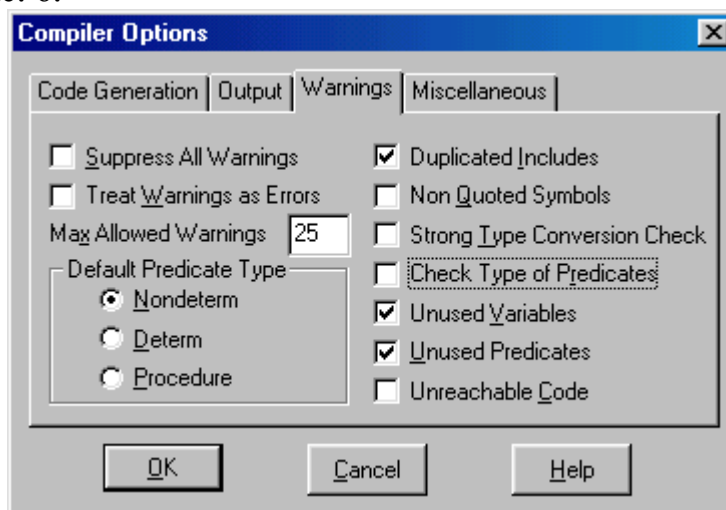 Compiler Options
Code Generation Output Warnings Miscellaneous
Suppress All Warnings
Treat Warnings as Errors
Max Allowed Warnings 25
Default Predicate Type
Nondeterm
Determ
Procedure
Duplicated Includes
Non Quoted Symbols
Strong Type Conversion Check
Check Type of Predicates
Unused Variables
Unused Predicates
Unreachable Code
OK Cancel Help